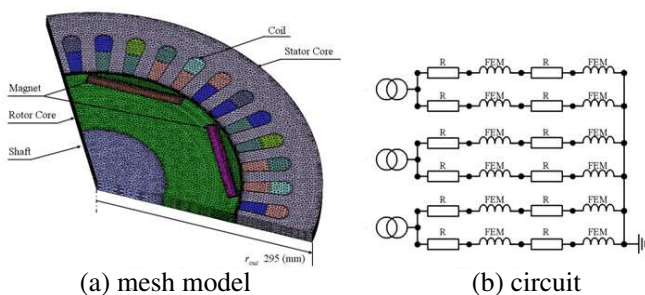 Coil
Stator Core
Magnet
Rotor Core
Shaft
r_out 295 (mm)
(a) mesh model
R FEM R FEM
R FEM R FEM
R FEM R FEM
R FEM R FEM
R FEM R FEM
R FEM R FEM
(b) circuit